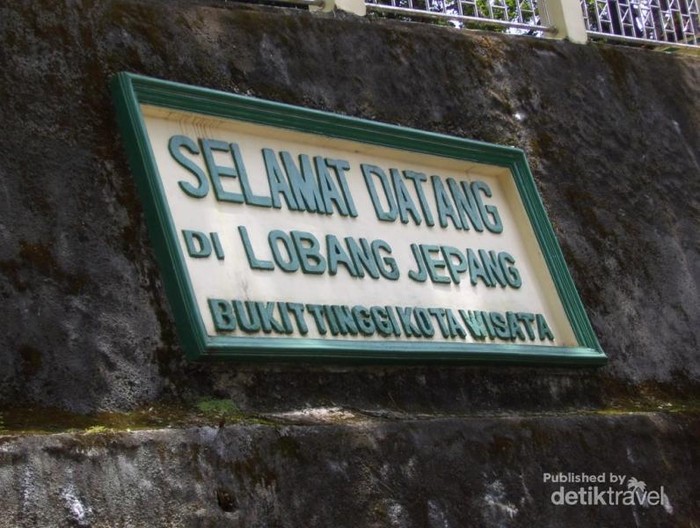 SELAMAT DATANG
DI LOBANG JEPANG
BUKITTINGGI KOTA WISATA
Published by
detiktravel